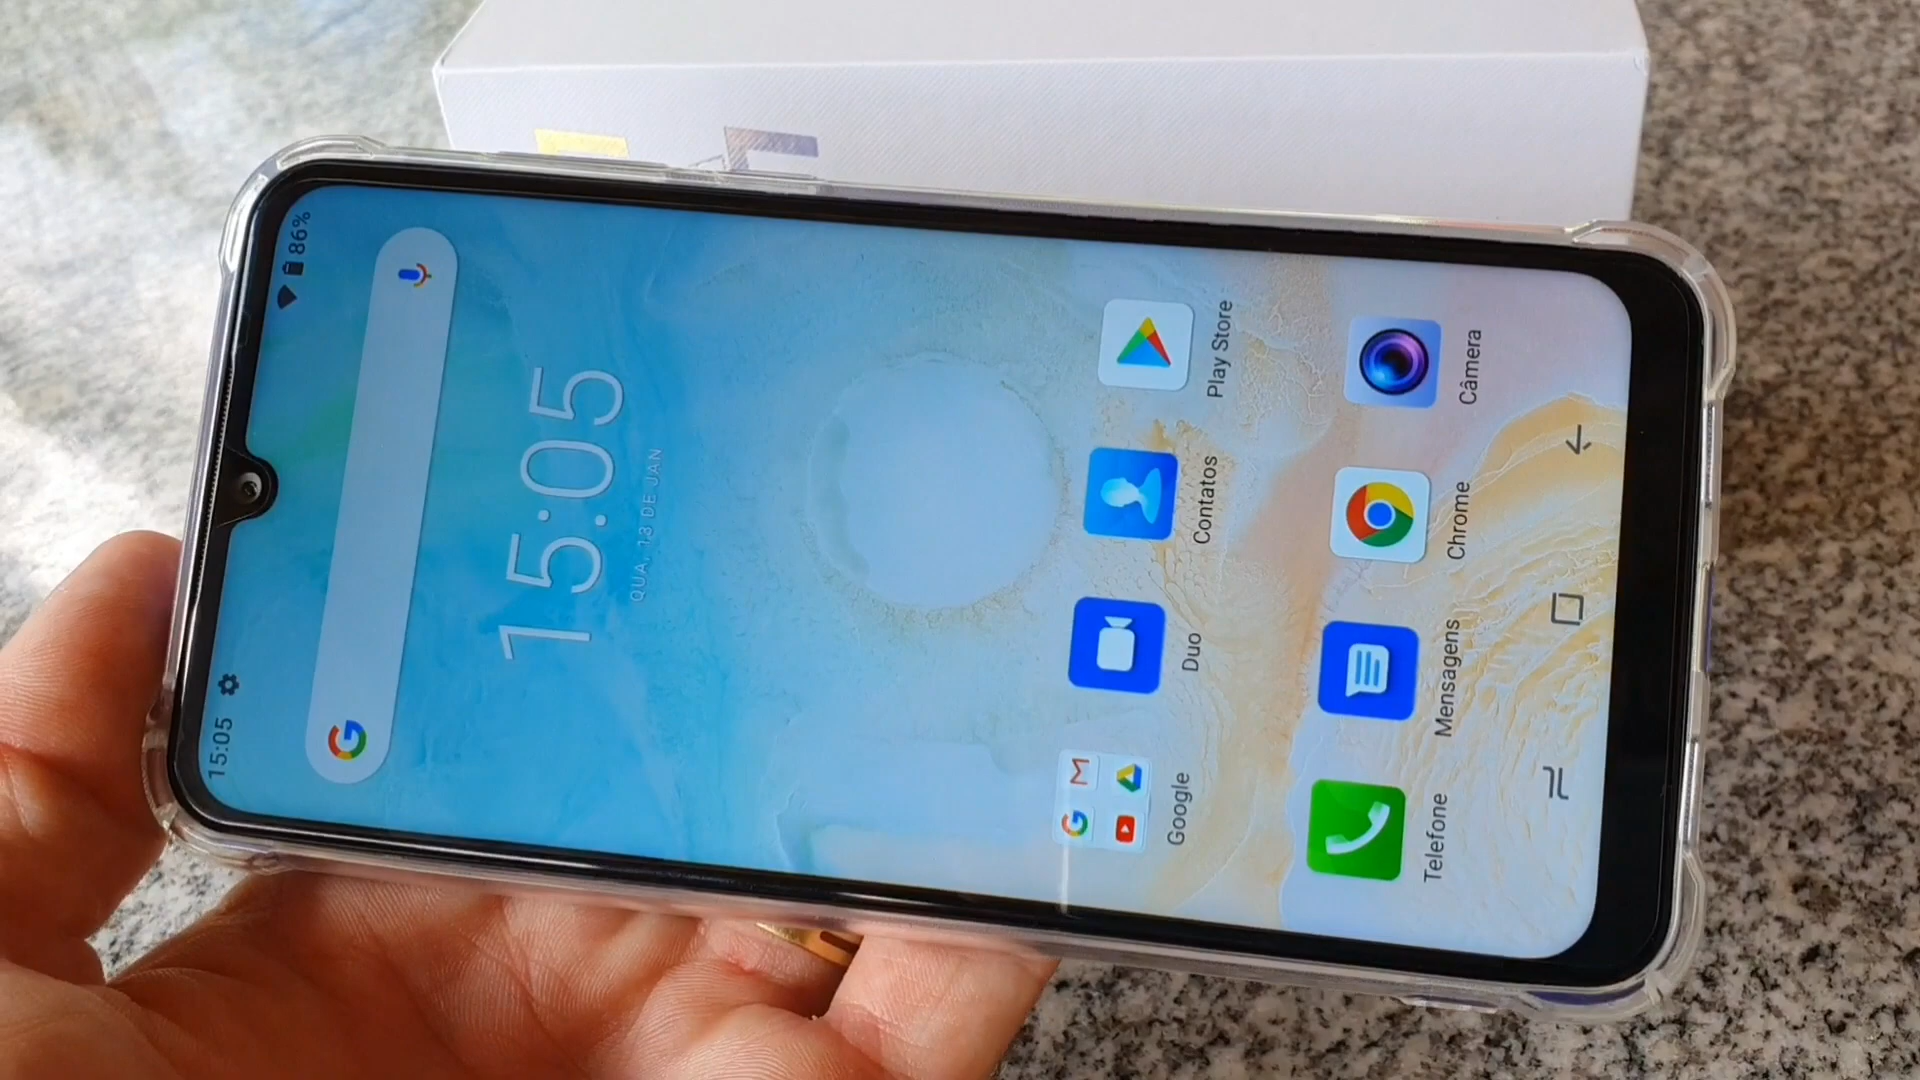 15:05
86%
15:05
QUA, 13 DE JAN
Google
Duo
Contatos
Play Store
Telefone
Mensagens
Chrome
Câmera